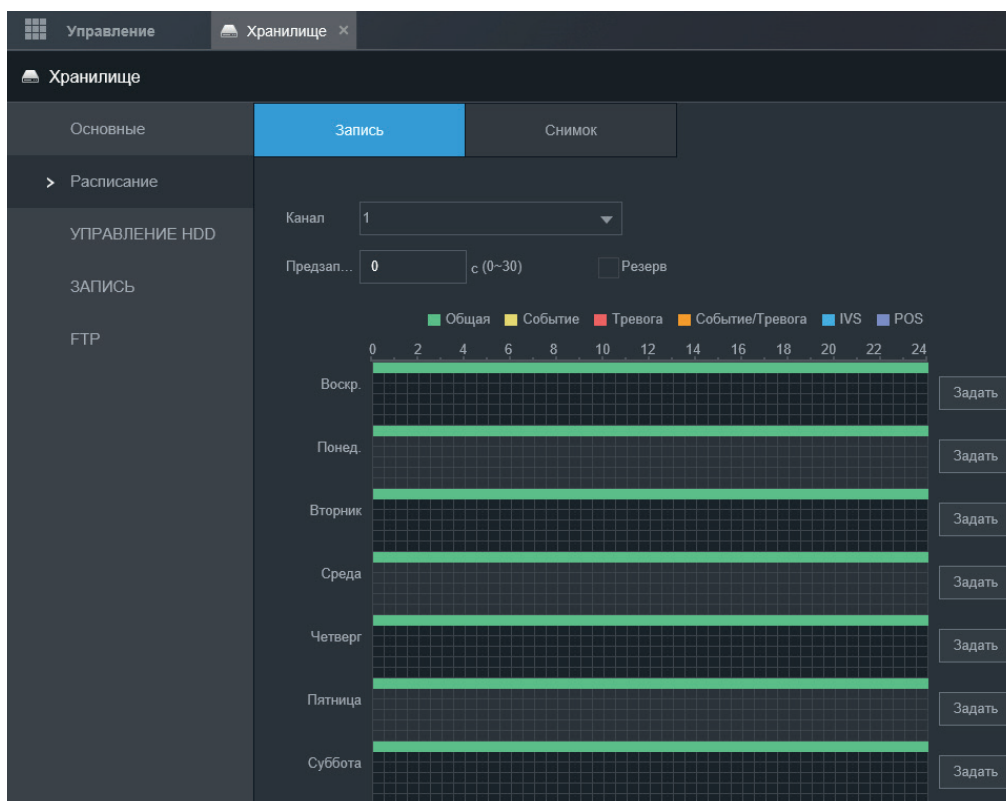 Управление Хранилище ×
Хранилище
Основные
Расписание
УПРАВЛЕНИЕ HDD
ЗАПИСЬ
FTP
Запись Снимок
Канал 1
Предзап... 0 с (0~30) Резерв
Общая Событие Тревога Событие/Тревога IVS POS
0 2 4 6 8 10 12 14 16 18 20 22 24
Воскр. Задать
Понед. Задать
Вторник Задать
Среда Задать
Четверг Задать
Пятница Задать
Суббота Задать